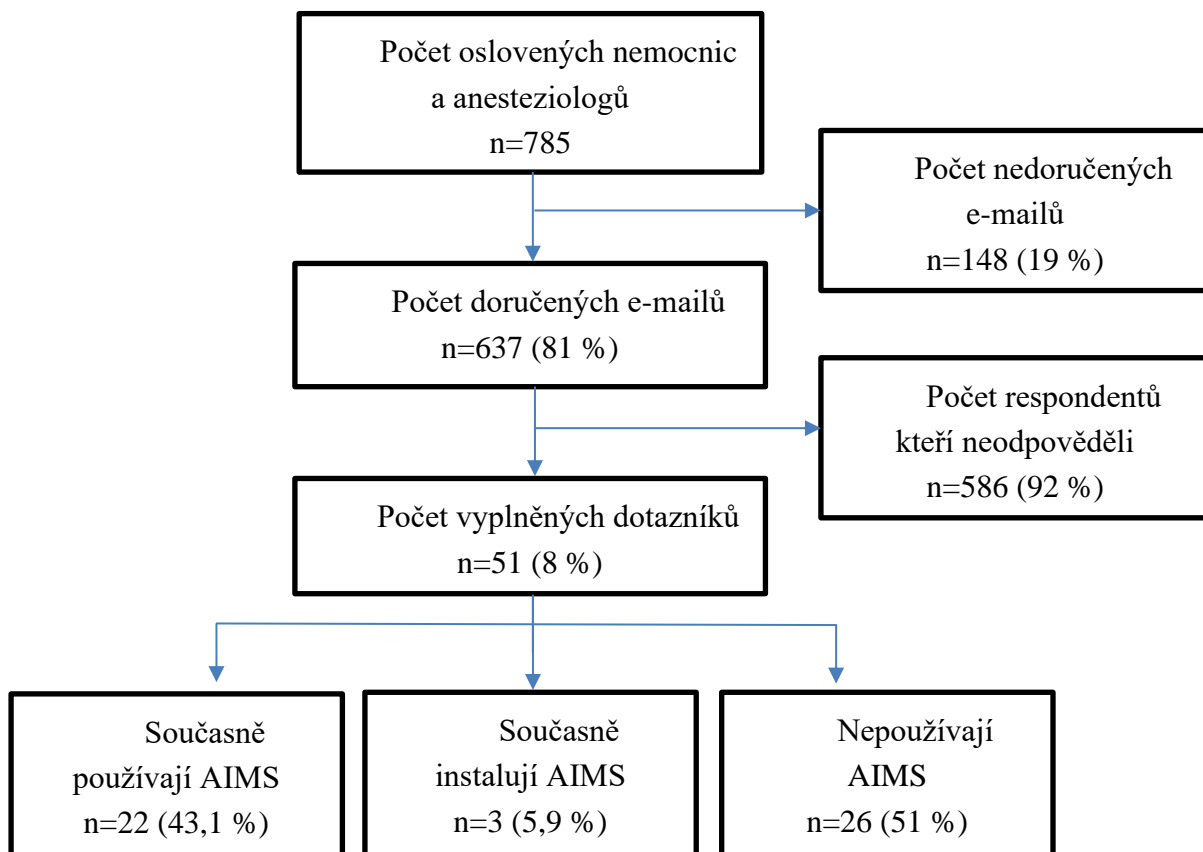 Počet oslovených nemocnic
a anesteziologů
n=785
Počet nedoručených
e-mailů
n=148 (19 %)
Počet doručených e-mailů
n=637 (81 %)
Počet respondentů
kteří neodpověděli
n=586 (92 %)
Počet vyplněných dotazníků
n=51 (8 %)
Současně
používají AIMS
n=22 (43,1 %)
Současně
instalují AIMS
n=3 (5,9 %)
Nepoužívají
AIMS
n=26 (51 %)